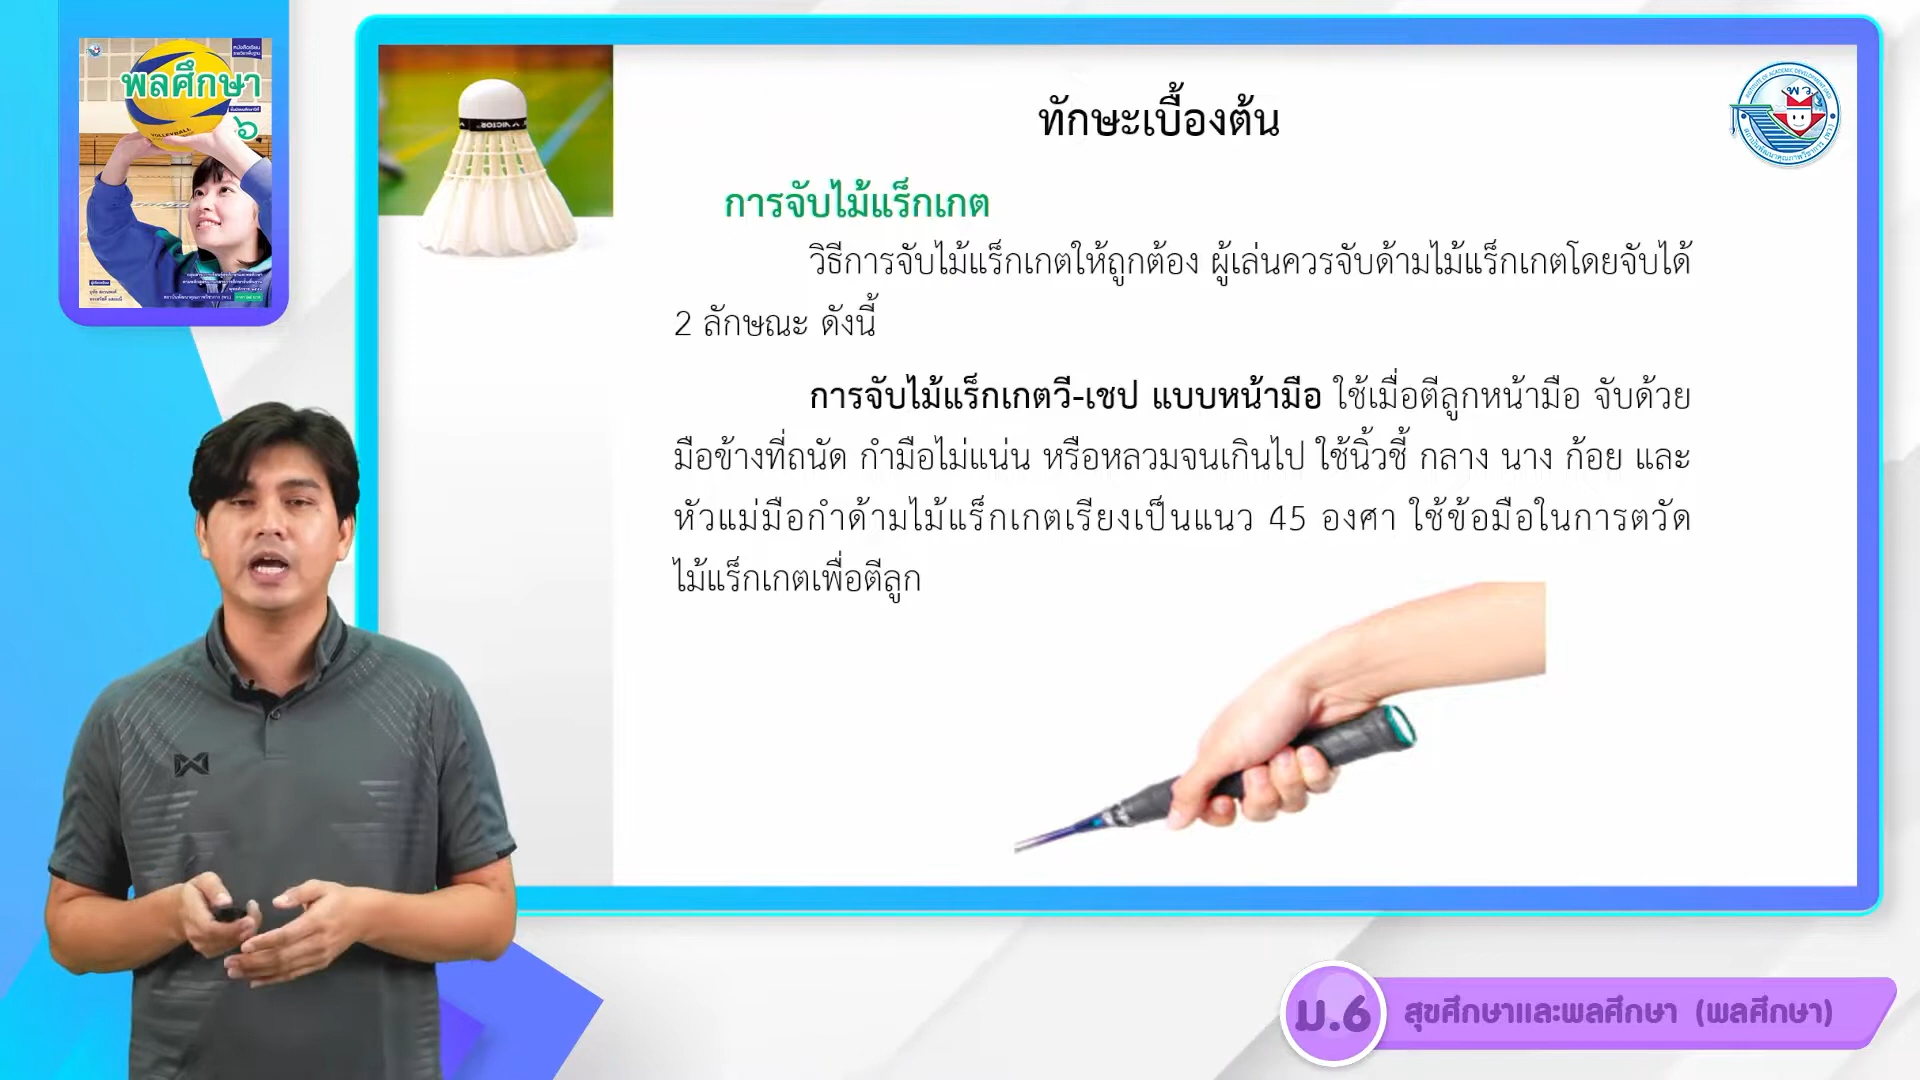 พลศึกษา
VOLLEYBALL
๖
VICTOR
ทักษะเบื้องต้น
การจับไม้แร็กเกต
วิธีการจับไม้แร็กเกตให้ถูกต้อง ผู้เล่นควรจับด้ามไม้แร็กเกตโดยจับได้
2 ลักษณะ ดังนี้
การจับไม้แร็กเกตวี-เชป แบบหน้ามือ ใช้เมื่อตีลูกหน้ามือ จับด้วย
มือข้างที่ถนัด กำมือไม่แน่น หรือหลวมจนเกินไป ใช้นิ้วชี้ กลาง นาง ก้อย และ
หัวแม่มือกำด้ามไม้แร็กเกตเรียงเป็นแนว 45 องศา ใช้ข้อมือในการตวัด
ไม้แร็กเกตเพื่อตีลูก
พว.
ม.6
สุขศึกษาและพลศึกษา (พลศึกษา)